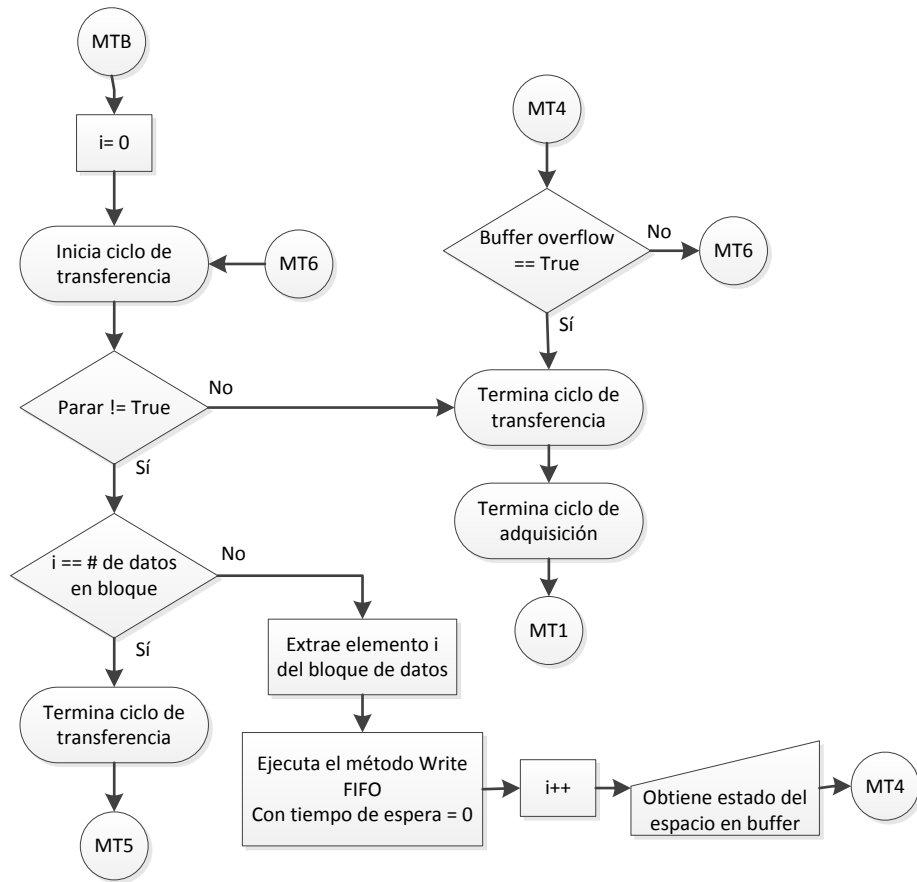 MTB
i= 0
Inicia ciclo de
transferencia
MT6
Parar != True
No
Sí
i == # de datos
en bloque
No
Sí
Termina ciclo de
transferencia
MT5
Extrae elemento i
del bloque de datos
Ejecuta el método Write
FIFO
Con tiempo de espera = 0
i++
Obtiene estado del
espacio en buffer
MT4
MT4
Buffer overflow
== True
No
MT6
Sí
Termina ciclo de
transferencia
Termina ciclo de
adquisición
MT1